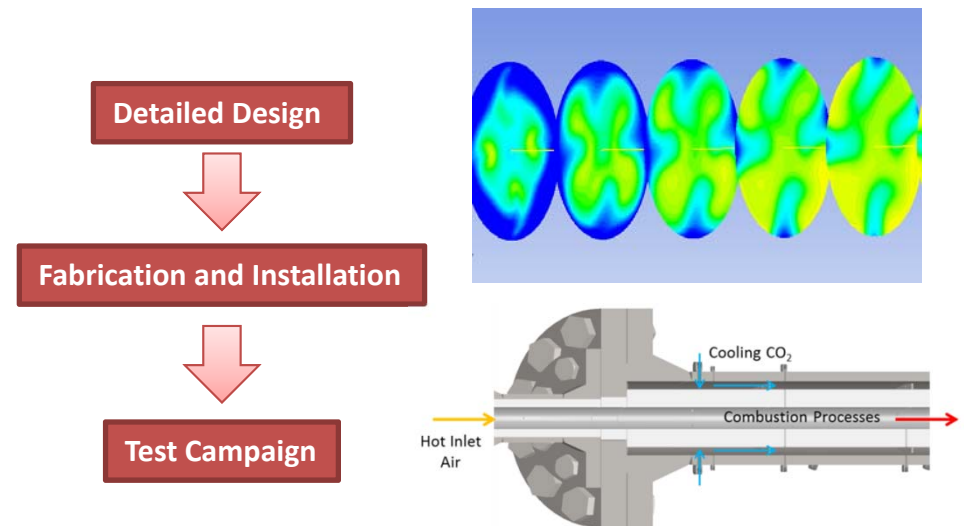 Detailed Design
Fabrication and Installation
Test Campaign
Cooling CO₂
Combustion Processes
Hot Inlet
Air